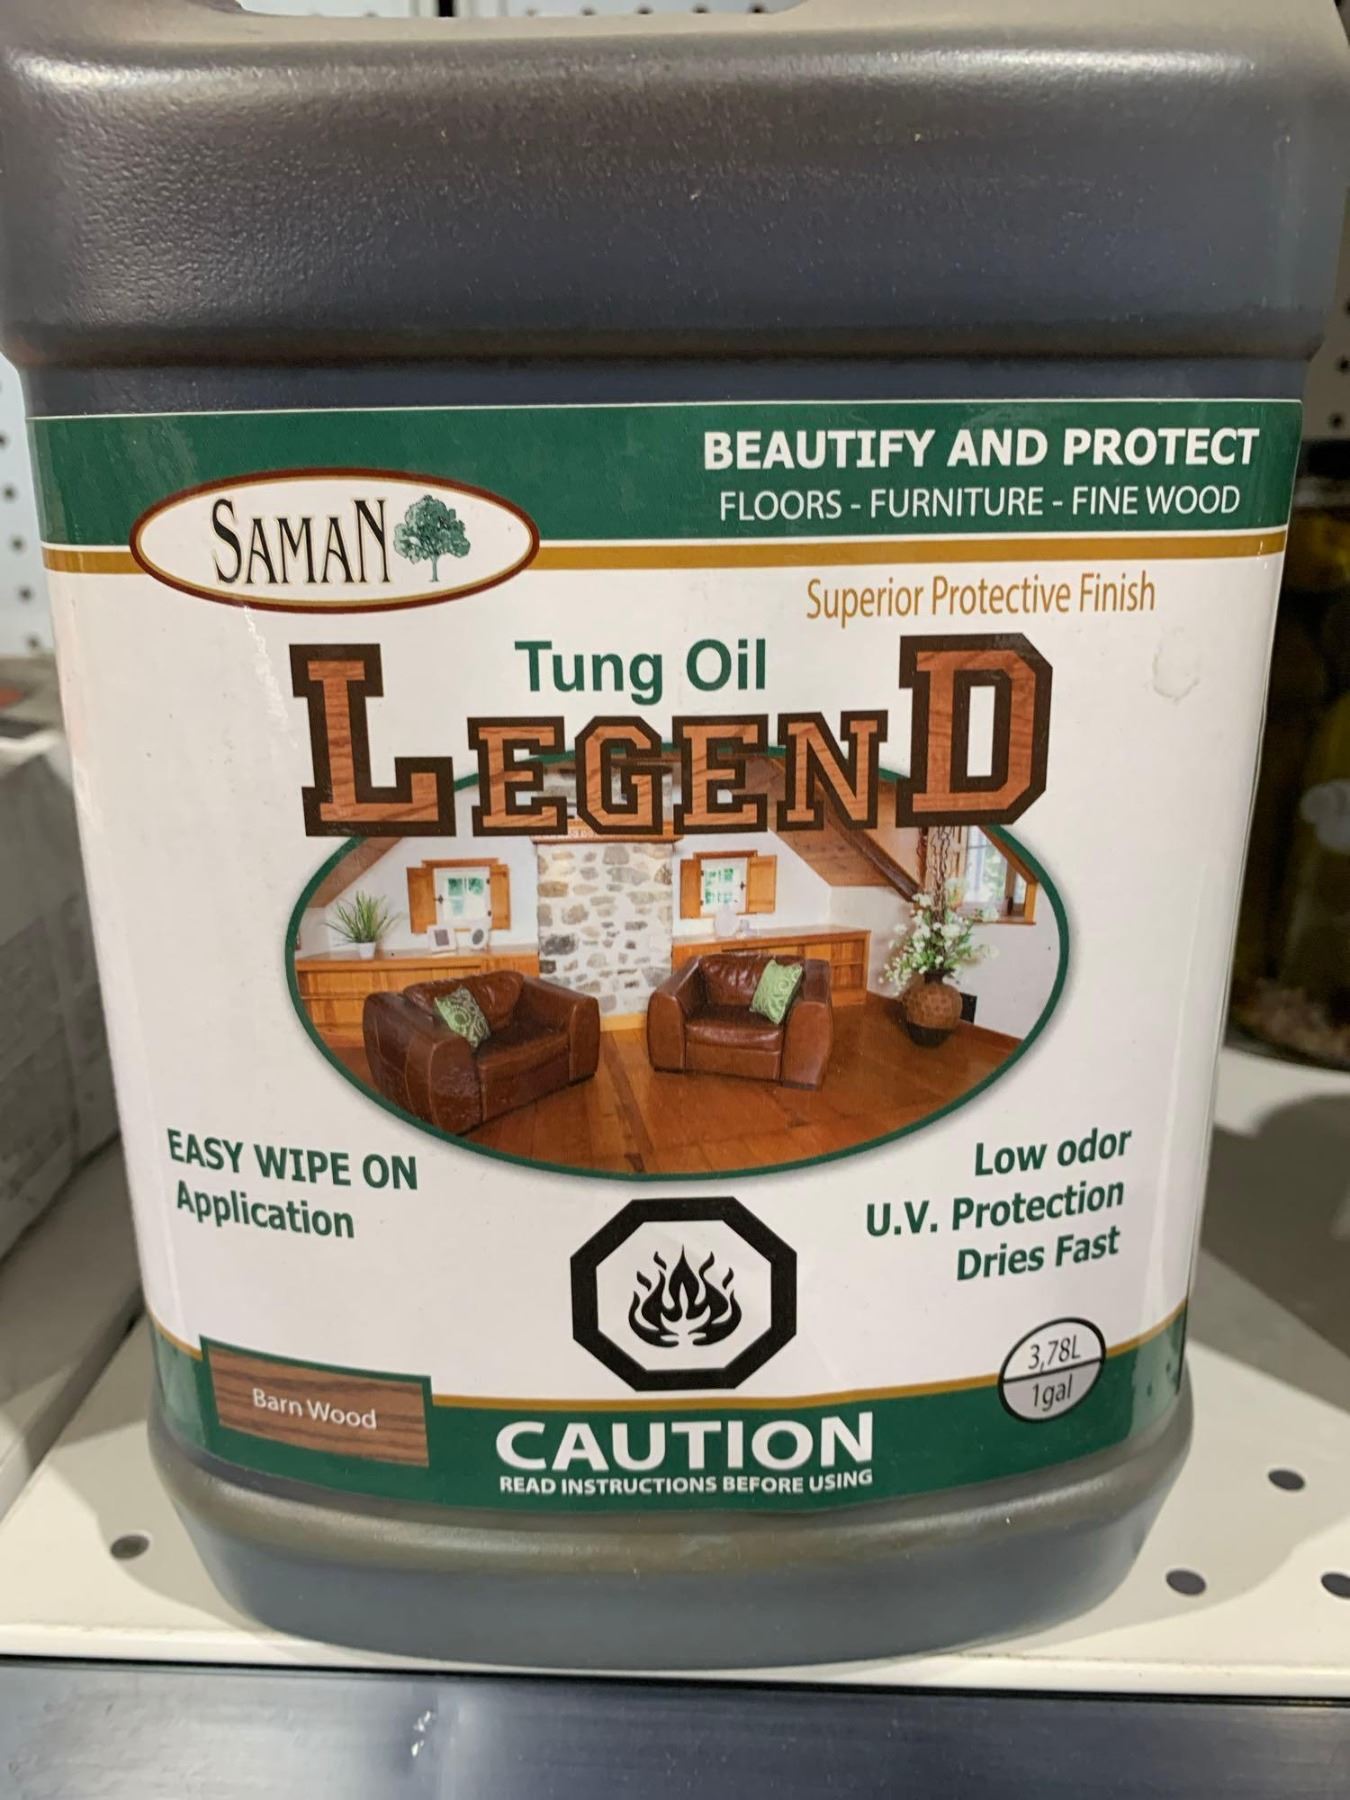 BEAUTIFY AND PROTECT
FLOORS - FURNITURE - FINE WOOD
SAMAN
Superior Protective Finish
Tung Oil
LEGEND
EASY WIPE ON
Application
Low odor
U.V. Protection
Dries Fast
3,78L
1gal
Barn Wood
CAUTION
READ INSTRUCTIONS BEFORE USING